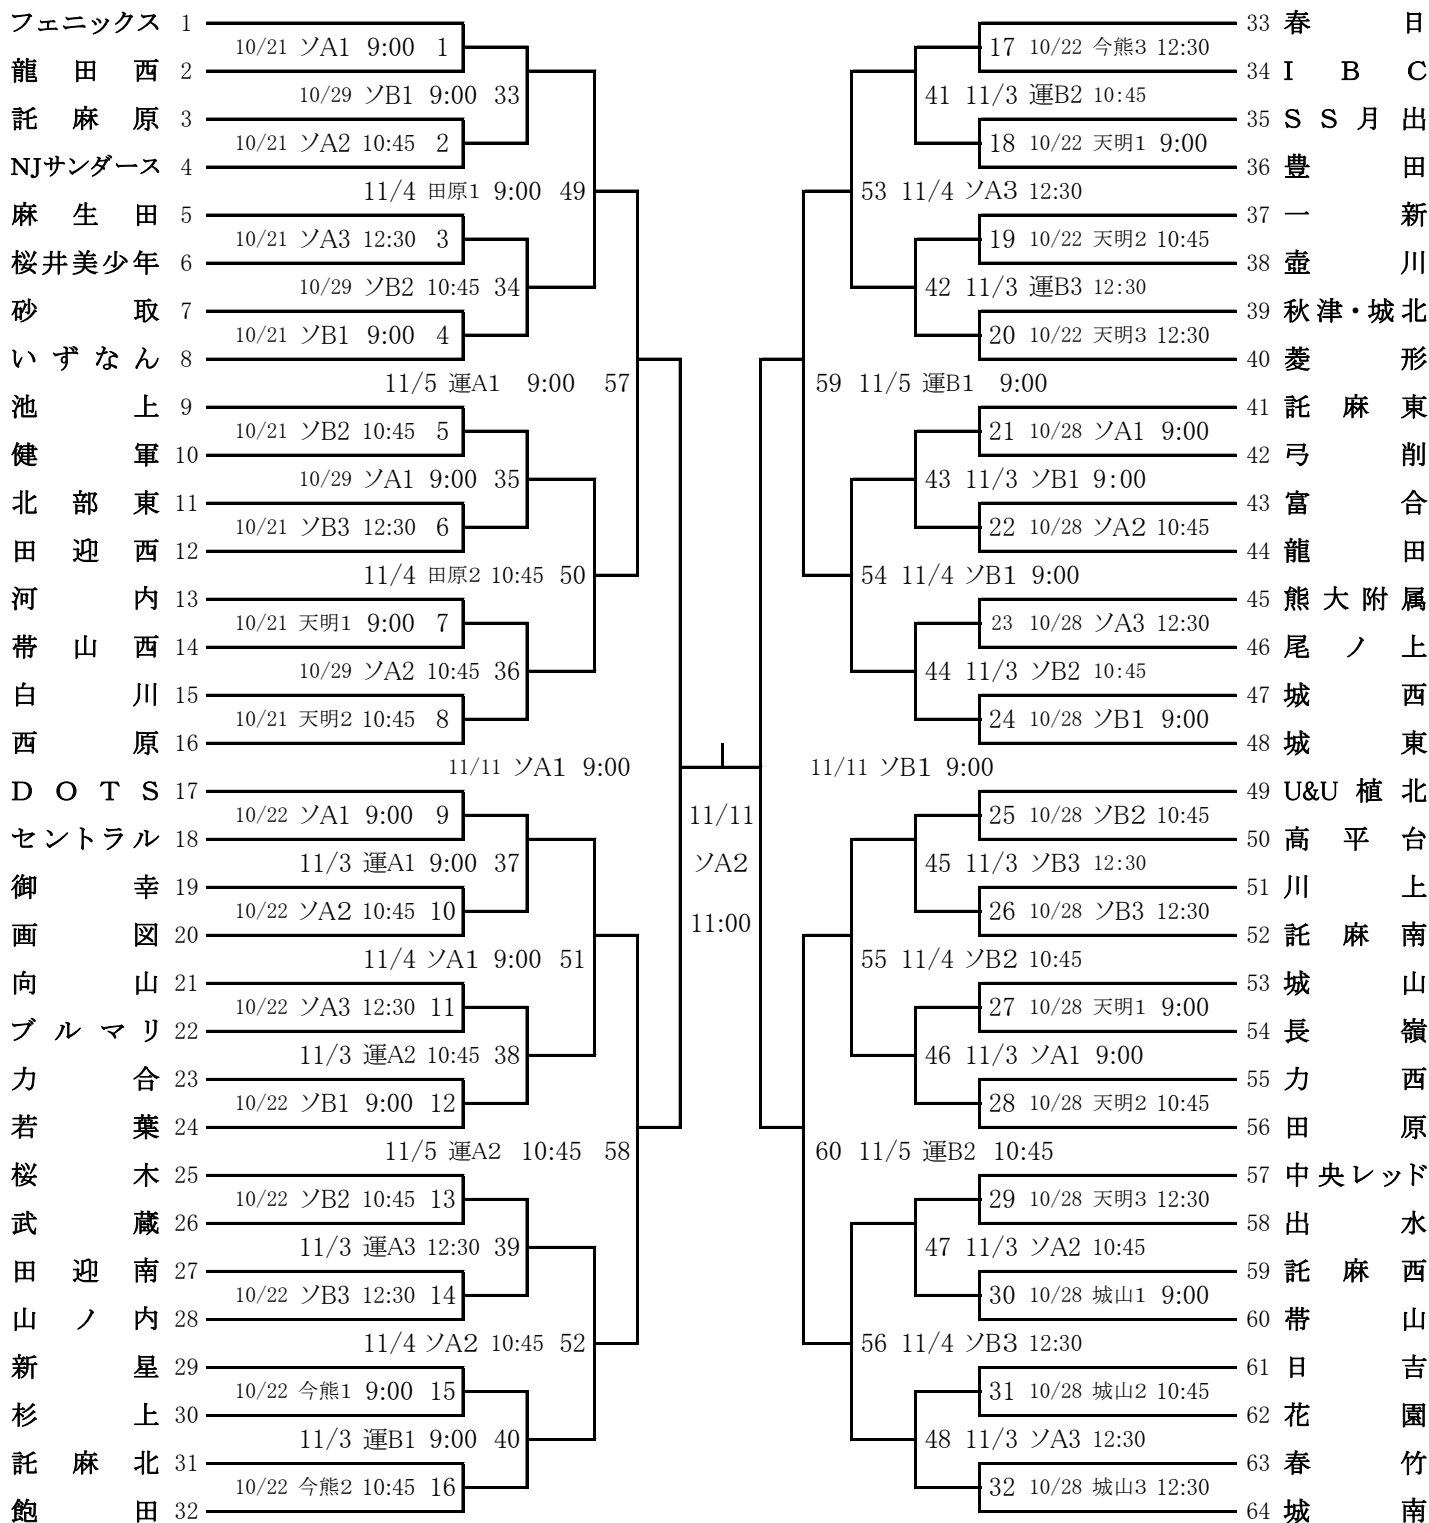 フェニックス 1
10/21 ソA1 9:00 1
龍田西 2
10/29 ソB1 9:00 33
託麻原 3
10/21 ソA2 10:45 2
NJサンダース 4
11/4 田原1 9:00 49
麻生田 5
10/21 ソA3 12:30 3
桜井美少年 6
10/29 ソB2 10:45 34
砂取 7
10/21 ソB1 9:00 4
いずなん 8
11/5 運A1 9:00 57
池上 9
10/21 ソB2 10:45 5
健軍 10
10/29 ソA1 9:00 35
北部東 11
10/21 ソB3 12:30 6
田迎西 12
11/4 田原2 10:45 50
河内 13
10/21 天明1 9:00 7
帯山西 14
10/29 ソA2 10:45 36
白川 15
10/21 天明2 10:45 8
西原 16
11/11 ソA1 9:00
DOTS 17
10/22 ソA1 9:00 9
セントラル 18
11/3 運A1 9:00 37
御幸 19
10/22 ソA2 10:45 10
画図 20
11/4 ソA1 9:00 51
向山 21
10/22 ソA3 12:30 11
ブルマリ 22
11/3 運A2 10:45 38
力合 23
10/22 ソB1 9:00 12
若葉 24
11/5 運A2 10:45 58
桜木 25
10/22 ソB2 10:45 13
武蔵 26
11/3 運A3 12:30 39
田迎南 27
10/22 ソB3 12:30 14
山ノ内 28
11/4 ソA2 10:45 52
新星 29
10/22 今熊1 9:00 15
杉上 30
11/3 運B1 9:00 40
託麻北 31
10/22 今熊2 10:45 16
飽田 32
11/11
ソA2
11:00
33 春日
17 10/22 今熊3 12:30
34 IBC
41 11/3 運B2 10:45
35 SS月出
18 10/22 天明1 9:00
36 豊田
53 11/4 ソA3 12:30
37 一新
19 10/22 天明2 10:45
38 壺川
42 11/3 運B3 12:30
39 秋津・城北
20 10/22 天明3 12:30
40 菱形
59 11/5 運B1 9:00
41 託麻東
21 10/28 ソA1 9:00
42 弓削
43 11/3 ソB1 9:00
43 富合
22 10/28 ソA2 10:45
44 龍田
54 11/4 ソB1 9:00
45 熊大附属
23 10/28 ソA3 12:30
46 尾ノ上
44 11/3 ソB2 10:45
47 城西
24 10/28 ソB1 9:00
48 城東
11/11 ソB1 9:00
49 U&U 植北
25 10/28 ソB2 10:45
50 高平台
45 11/3 ソB3 12:30
51 川上
26 10/28 ソB3 12:30
52 託麻南
55 11/4 ソB2 10:45
53 城山
27 10/28 天明1 9:00
54 長嶺
46 11/3 ソA1 9:00
55 力西
28 10/28 天明2 10:45
56 田原
60 11/5 運B2 10:45
57 中央レッド
29 10/28 天明3 12:30
58 出水
47 11/3 ソA2 10:45
59 託麻西
30 10/28 城山1 9:00
60 帯山
56 11/4 ソB3 12:30
61 日吉
31 10/28 城山2 10:45
62 花園
48 11/3 ソA3 12:30
63 春竹
32 10/28 城山3 12:30
64 城南